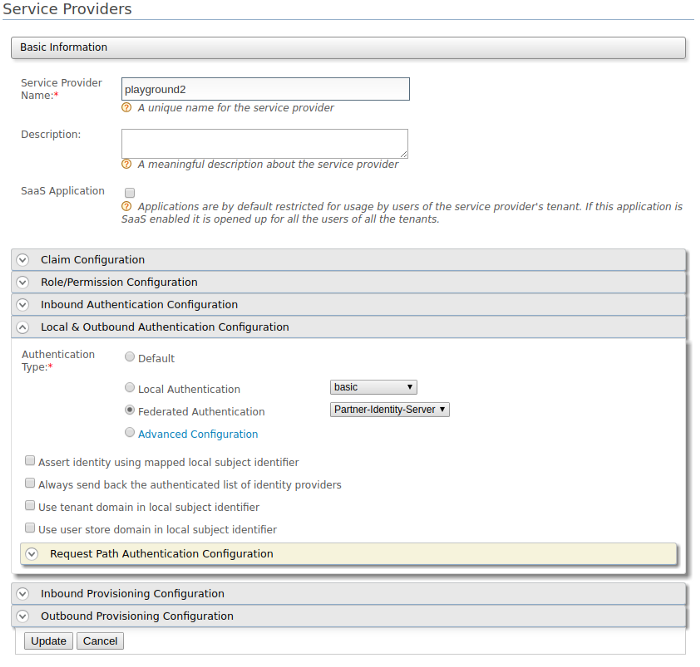 Service Providers
Basic Information
Service Provider
Name:*
playground2
? A unique name for the service provider
Description:
? A meaningful description about the service provider
SaaS Application
? Applications are by default restricted for usage by users of the service provider's tenant. If this application is
SaaS enabled it is opened up for all the users of all the tenants.
Claim Configuration
Role/Permission Configuration
Inbound Authentication Configuration
Local & Outbound Authentication Configuration
Authentication
Type:*
Default
Local Authentication basic
Federated Authentication Partner-Identity-Server
Advanced Configuration
Assert identity using mapped local subject identifier
Always send back the authenticated list of identity providers
Use tenant domain in local subject identifier
Use user store domain in local subject identifier
Request Path Authentication Configuration
Inbound Provisioning Configuration
Outbound Provisioning Configuration
Update Cancel